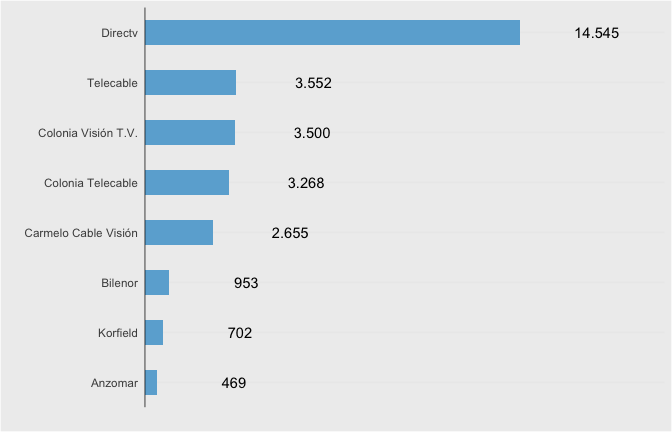 Directv 14.545
Telecable 3.552
Colonia Visión T.V. 3.500
Colonia Telecable 3.268
Carmelo Cable Visión 2.655
Bilenor 953
Korfield 702
Anzomar 469